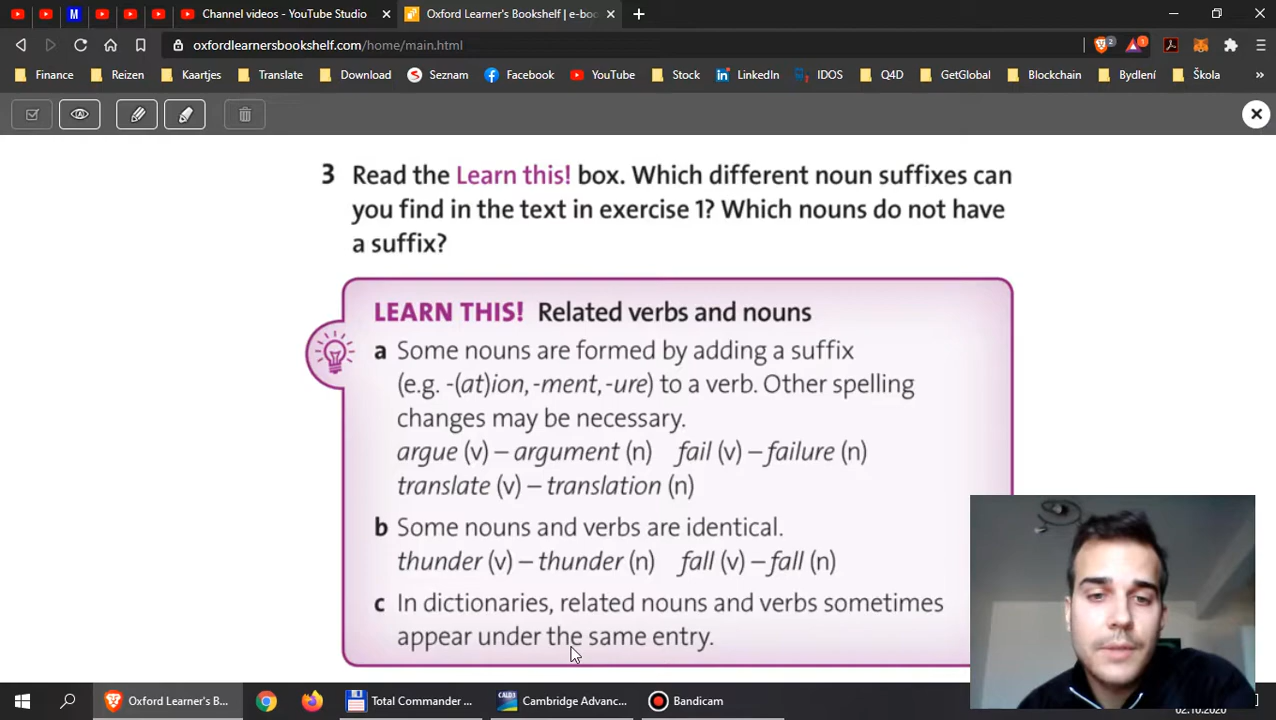 Channel videos - YouTube Studio
Oxford Learner's Bookshelf | e-boo
oxfordlearnersbookshelf.com/home/main.html
2
1
Finance Reizen Kaartjes Translate Download Seznam Facebook YouTube Stock LinkedIn IDOS Q4D GetGlobal Blockchain Bydlení Škola »
3 Read the Learn this! box. Which different noun suffixes can
you find in the text in exercise 1? Which nouns do not have
a suffix?
LEARN THIS! Related verbs and nouns
a Some nouns are formed by adding a suffix
(e.g. -(at)ion, -ment, -ure) to a verb. Other spelling
changes may be necessary.
argue (v) – argument (n) fail (v) – failure (n)
translate (v) – translation (n)
b Some nouns and verbs are identical.
thunder (v) – thunder (n) fall (v) – fall (n)
c In dictionaries, related nouns and verbs sometimes
appear under the same entry.
Oxford Learner's B... Total Commander ... CALD3 Cambridge Advanc... Bandicam
02.10.2020